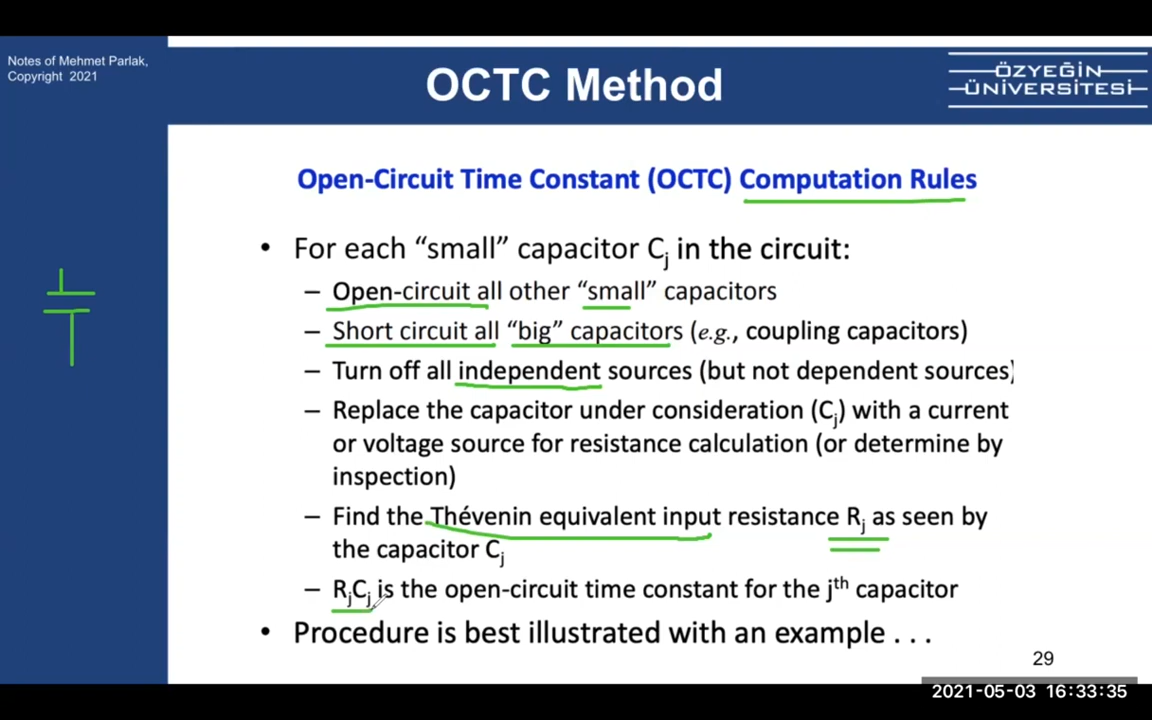 Notes of Mehmet Parlak,
Copyright 2021
OCTC Method
ÖZYEĞİN
ÜNİVERSİTESİ
Open-Circuit Time Constant (OCTC) Computation Rules
• For each “small” capacitor Cj in the circuit:
– Open-circuit all other “small” capacitors
– Short circuit all “big” capacitors (e.g., coupling capacitors)
– Turn off all independent sources (but not dependent sources)
– Replace the capacitor under consideration (Cj) with a current
or voltage source for resistance calculation (or determine by
inspection)
– Find the Thévenin equivalent input resistance Rj as seen by
the capacitor Cj
– RjCj is the open-circuit time constant for the jth capacitor
• Procedure is best illustrated with an example . . .
29
2021-05-03 16:33:35